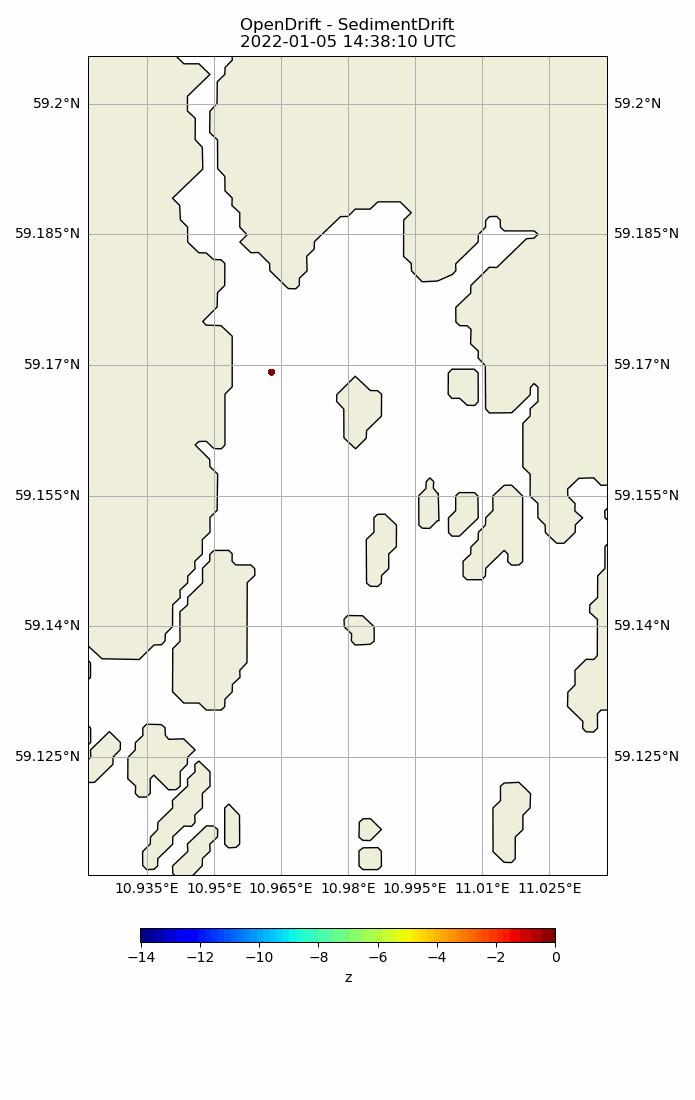 OpenDrift - SedimentDrift
2022-01-05 14:38:10 UTC
59.2°N 59.2°N
59.185°N 59.185°N
59.17°N 59.17°N
59.155°N 59.155°N
59.14°N 59.14°N
59.125°N 59.125°N
10.935°E 10.95°E 10.965°E 10.98°E 10.995°E 11.01°E 11.025°E
−14 −12 −10 −8 −6 −4 −2 0
z